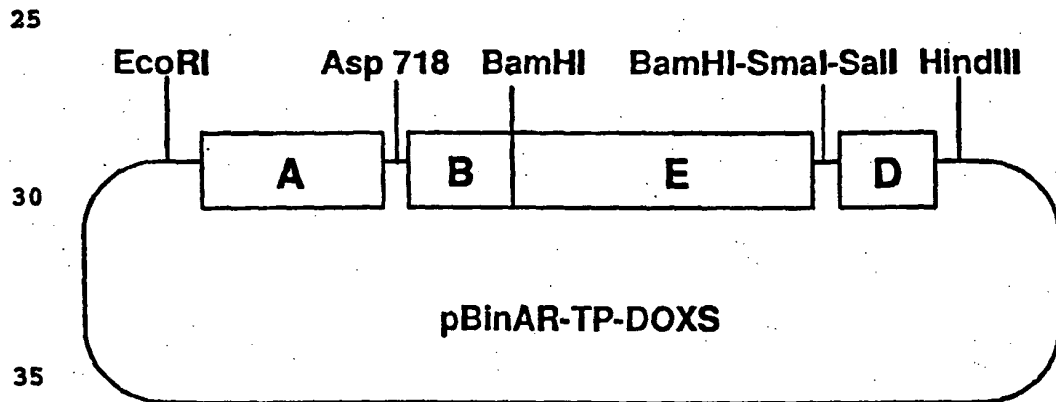 25
EcoRI Asp 718 BamHI BamHI-SmaI-SalI HindIII
A B E D
30
pBinAR-TP-DOXS
35